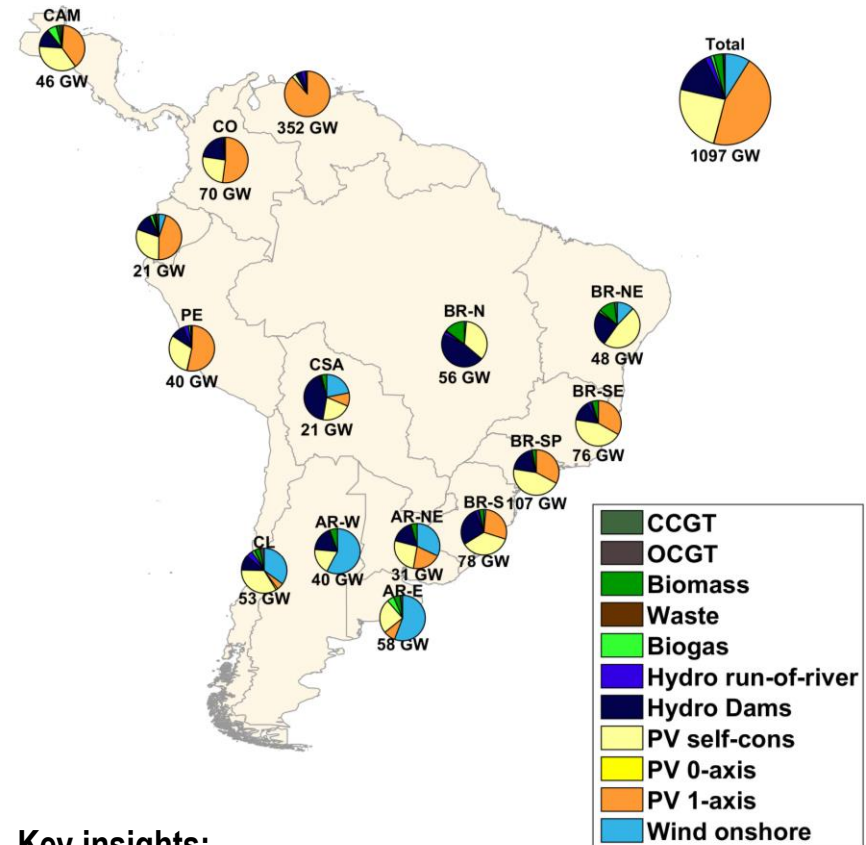 CAM
46 GW
352 GW
CO
70 GW
21 GW
PE
40 GW
Total
1097 GW
BR-N
56 GW
BR-NE
48 GW
CSA
21 GW
BR-SE
76 GW
BR-SP
107 GW
BR-S
78 GW
AR-NE
31 GW
AR-W
40 GW
CL
53 GW
AR-E
58 GW
CCGT
OCGT
Biomass
Waste
Biogas
Hydro run-of-river
Hydro Dams
PV self-cons
PV 0-axis
PV 1-axis
Wind onshore
Key insights: